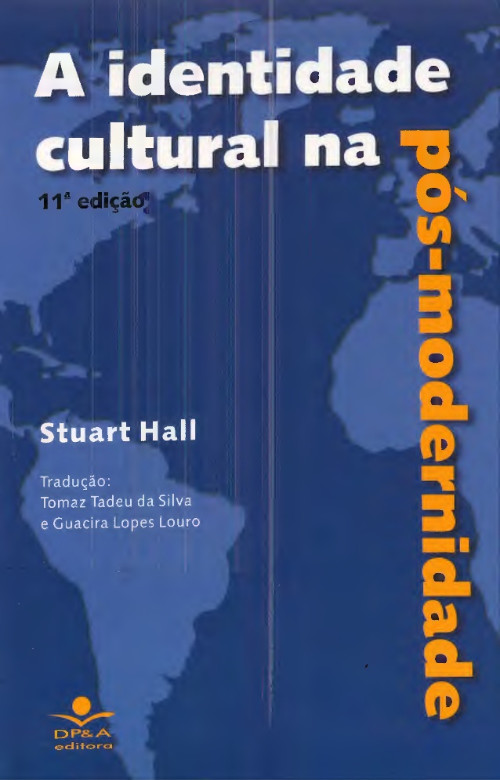 A identidade
cultural na
pós-modernidade
11ª edição
Stuart Hall
Tradução:
Tomaz Tadeu da Silva
e Guacira Lopes Louro
DP&A
editora